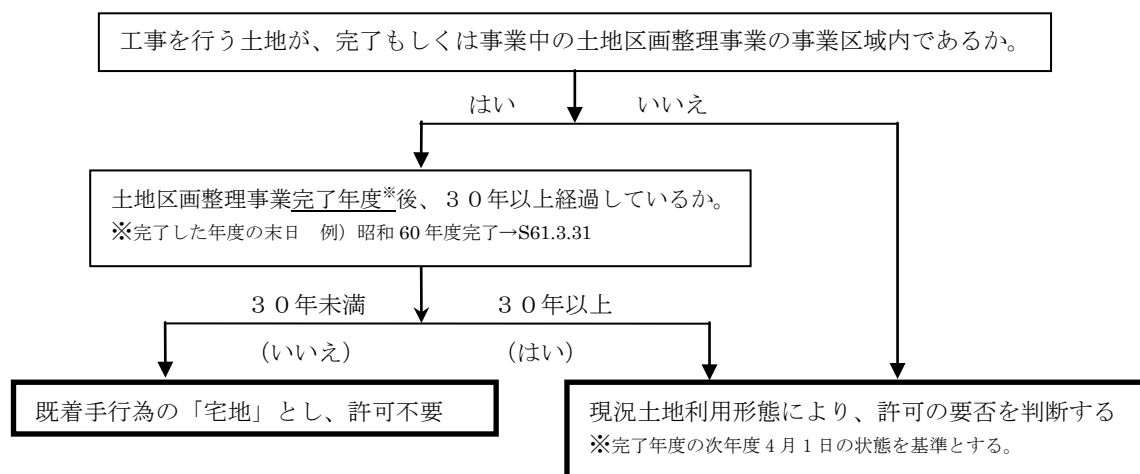 工事を行う土地が、完了もしくは事業中の土地区画整理事業の事業区域内であるか。
はい
いいえ
土地区画整理事業完了年度※後、３０年以上経過しているか。
※完了した年度の末日　例）昭和 60 年度完了→S61.3.31
３０年未満
３０年以上
（いいえ）
（はい）
既着手行為の「宅地」とし、許可不要
現況土地利用形態により、許可の要否を判断する
※完了年度の次年度 4 月 1 日の状態を基準とする。